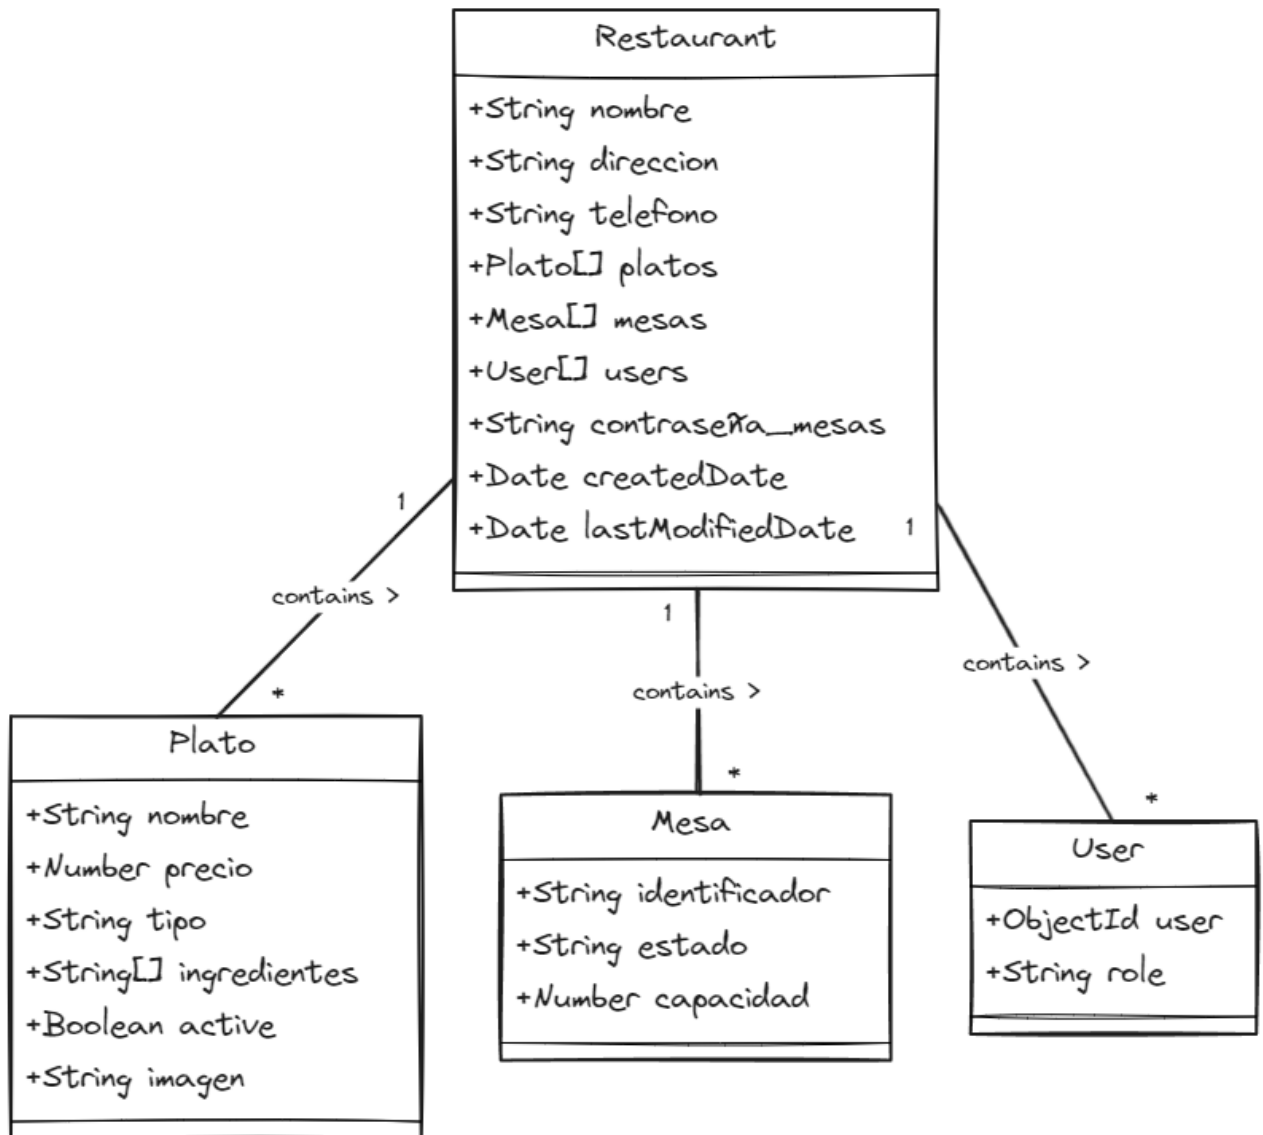 Restaurant
+String nombre
+String direccion
+String telefono
+Plato[] platos
+Mesa[] mesas
+User[] users
+String contraseña_mesas
+Date createdDate
+Date lastModifiedDate
1
1
1
contains >
contains >
contains >
*
*
*
Plato
+String nombre
+Number precio
+String tipo
+String[] ingredientes
+Boolean active
+String imagen
Mesa
+String identificador
+String estado
+Number capacidad
User
+ObjectId user
+String role